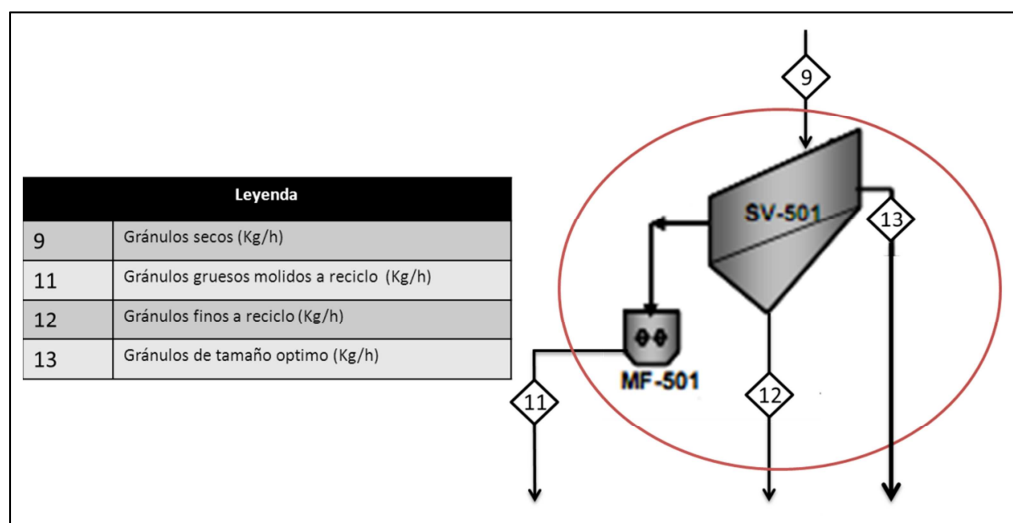 Leyenda
9 Gránulos secos (Kg/h)
11 Gránulos gruesos molidos a reciclo (Kg/h)
12 Gránulos finos a reciclo (Kg/h)
13 Gránulos de tamaño optimo (Kg/h)
9
SV-501
13
MF-501
11
12